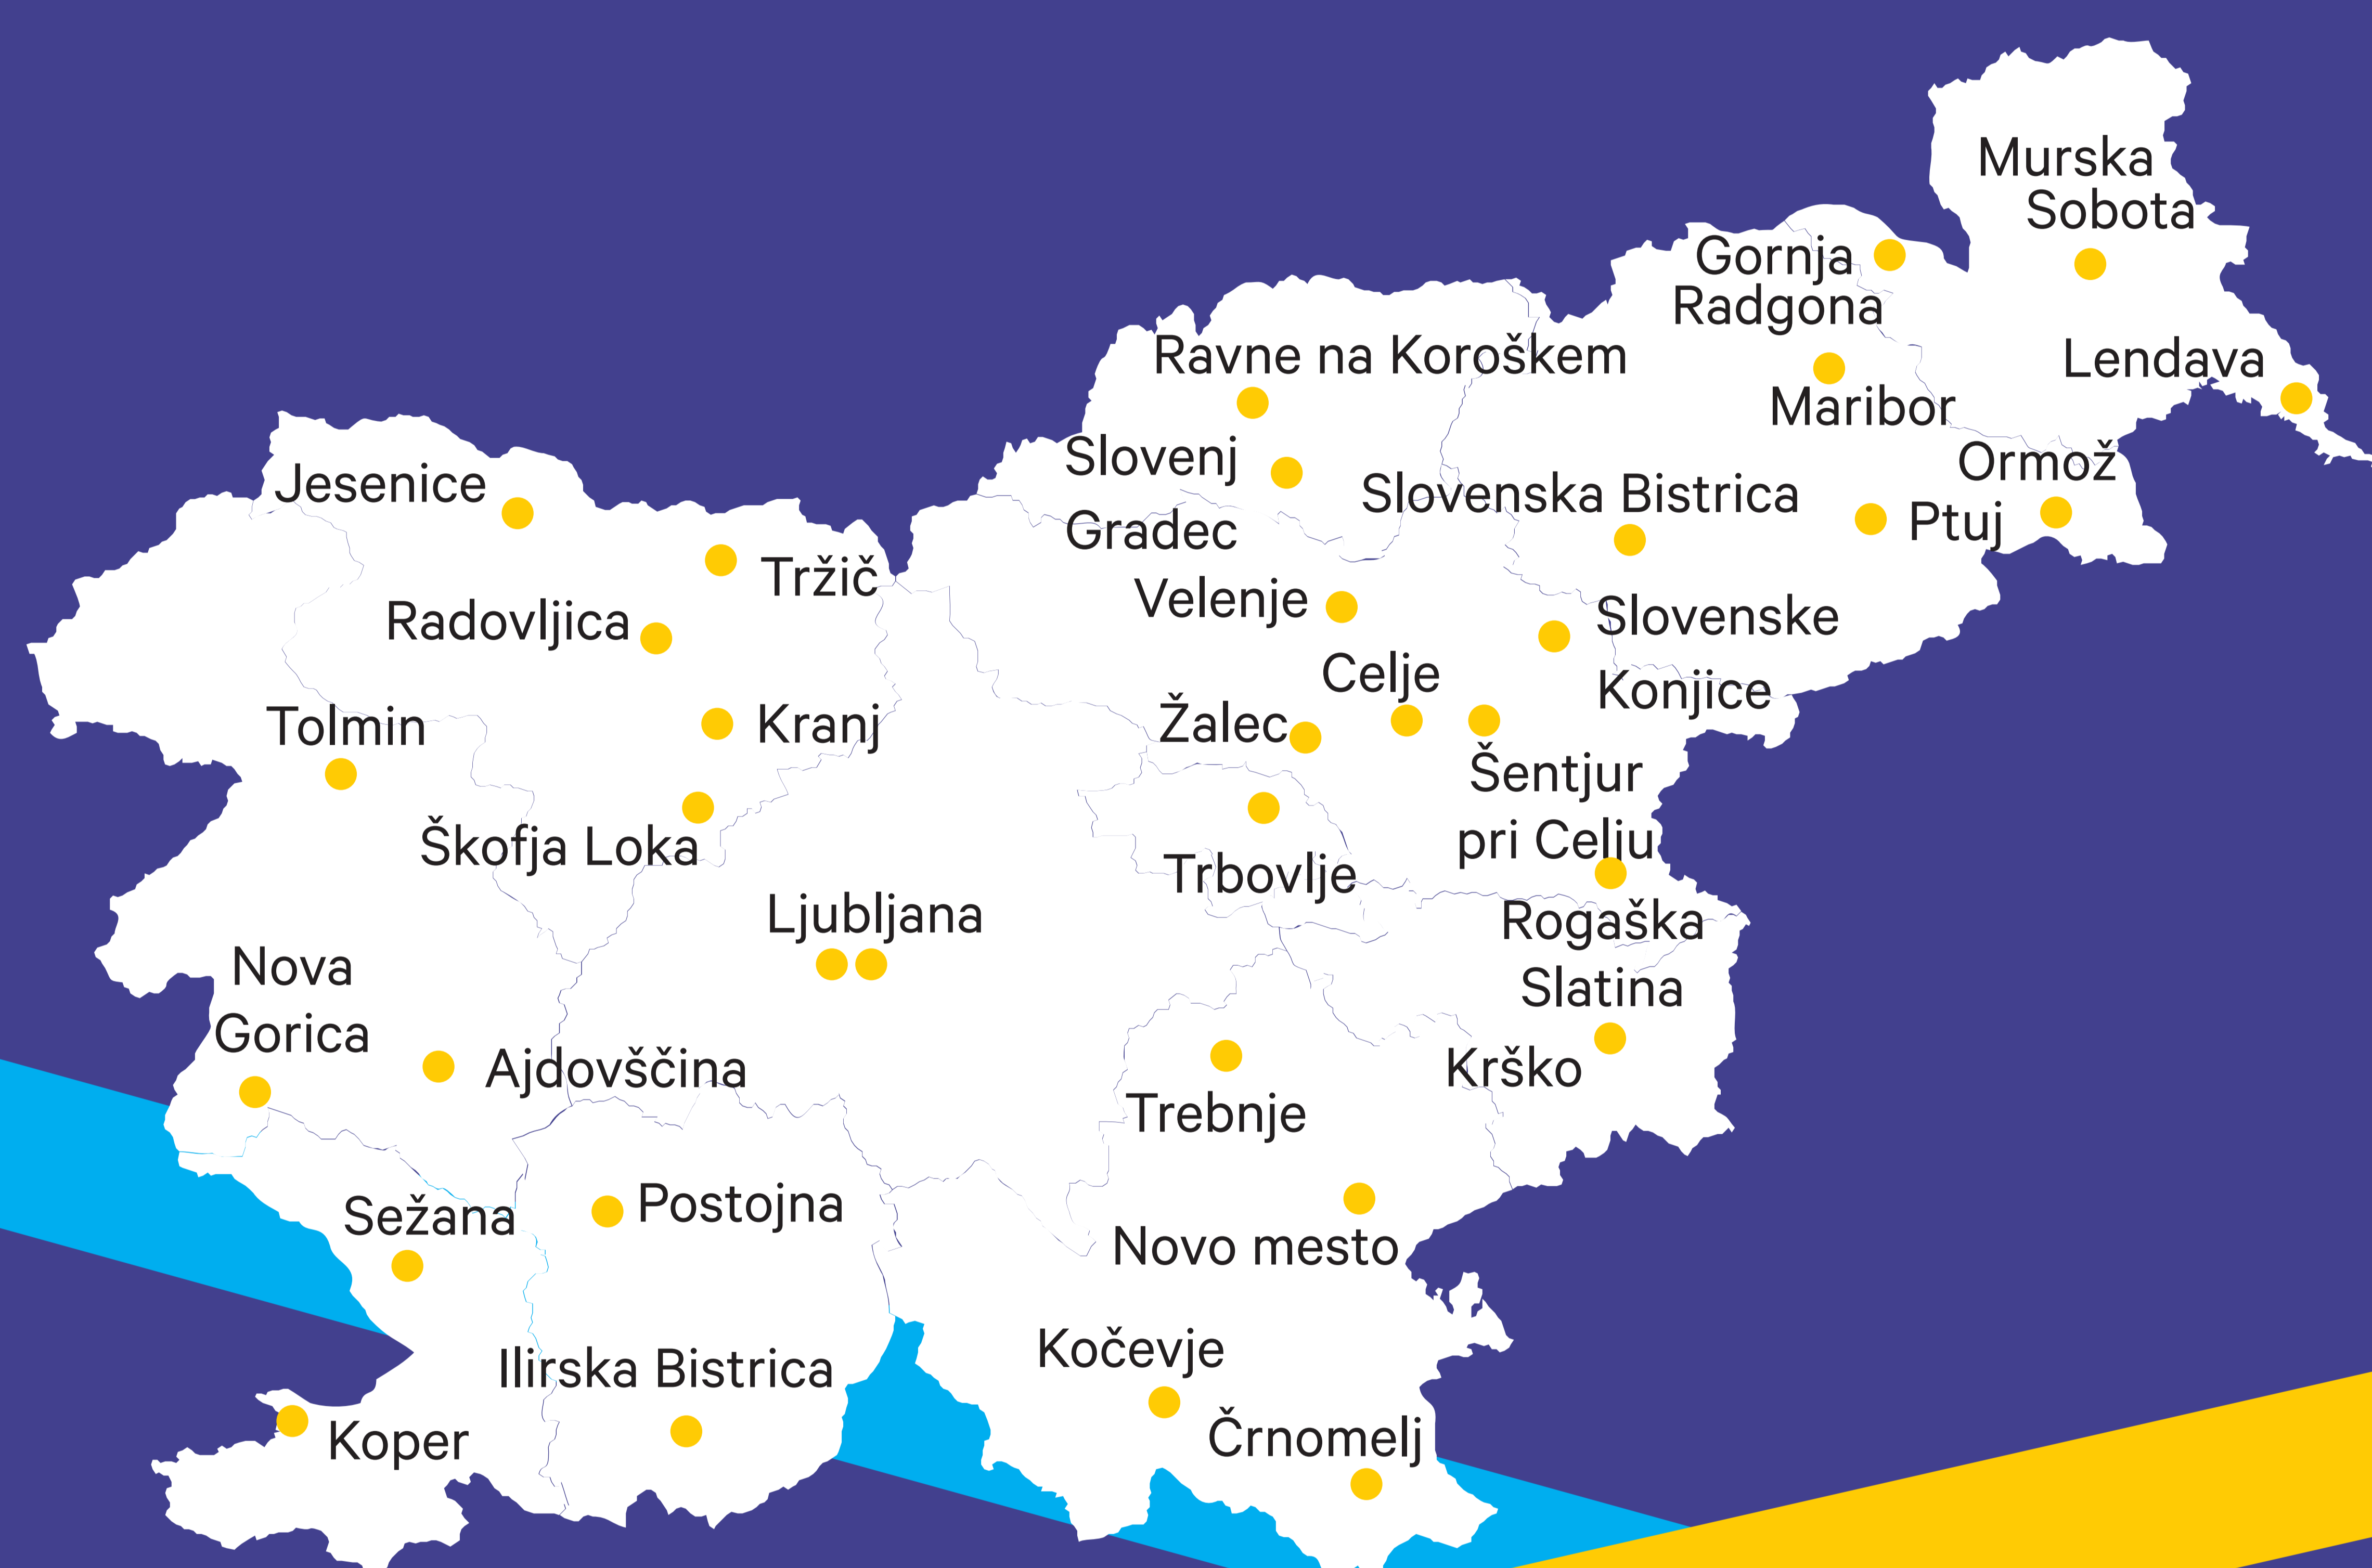 Murska
Sobota
Gornja
Radgona
Ravne na Koroškem
Lendava
Maribor
Slovenj
Gradec
Ormož
Jesenice
Slovenska Bistrica
Ptuj
Tržič
Velenje
Radovljica
Slovenske
Konjice
Celje
Tolmin
Kranj
Žalec
Šentjur
pri Celju
Škofja Loka
Trbovlje
Ljubljana
Rogaška
Slatina
Nova
Gorica
Ajdovščina
Krško
Trebnje
Sežana
Postojna
Novo mesto
Ilirska Bistrica
Kočevje
Koper
Črnomelj